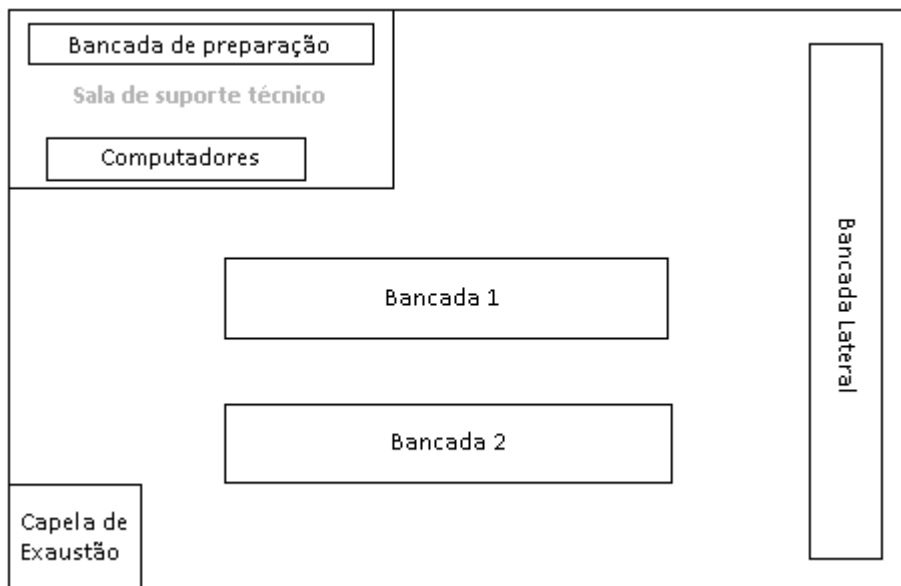 Bancada de preparação
Sala de suporte técnico
Computadores
Bancada 1
Bancada 2
Bancada Lateral
Capela de
Exaustão